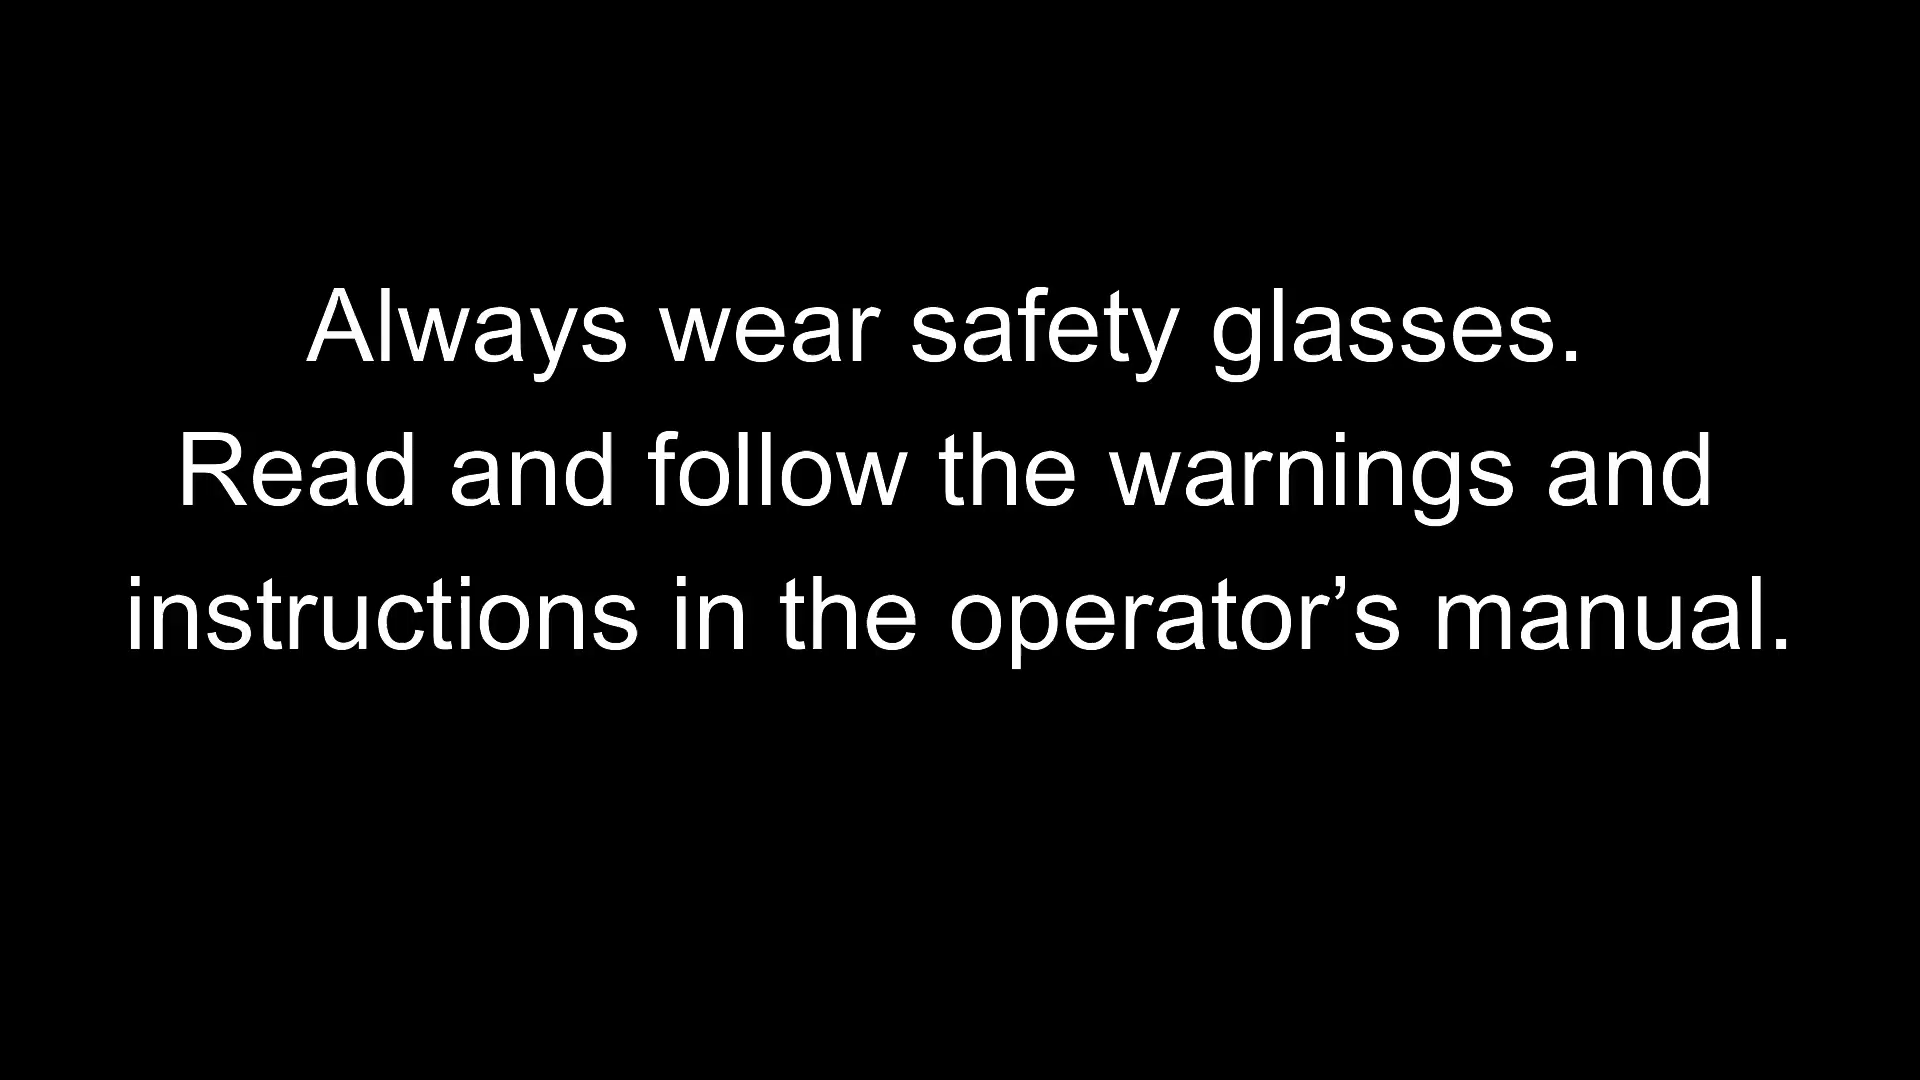 Always wear safety glasses.
Read and follow the warnings and
instructions in the operator’s manual.